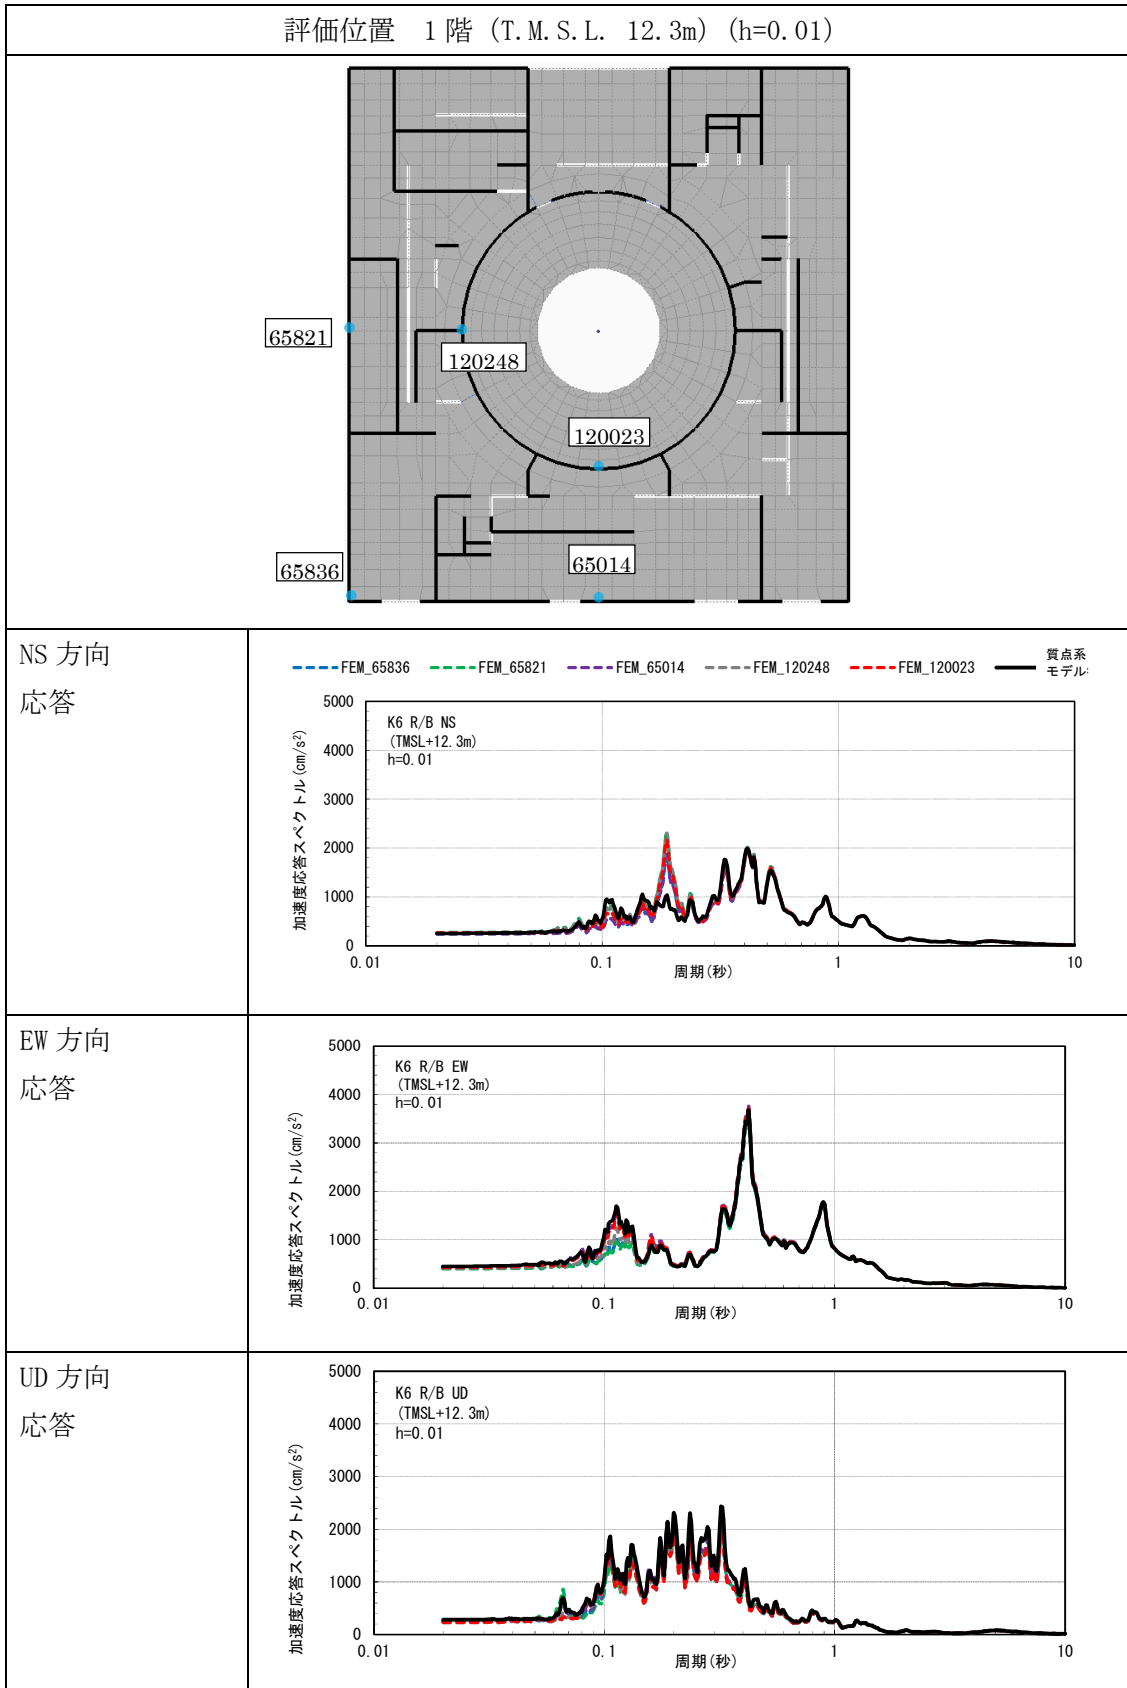 評価位置　1階 (T.M.S.L. 12.3m) (h=0.01)
65821
120248
120023
65836
65014
NS 方向
応答
FEM_65836 FEM_65821 FEM_65014 FEM_120248 FEM_120023 質点系
モデル
K6 R/B NS
(TMSL+12.3m)
h=0.01
加速度応答スペクトル(cm/s²)
5000
4000
3000
2000
1000
0
0.01 0.1 1 10
周期(秒)
EW 方向
応答
K6 R/B EW
(TMSL+12.3m)
h=0.01
加速度応答スペクトル(cm/s²)
5000
4000
3000
2000
1000
0
0.01 0.1 1 10
周期(秒)
UD 方向
応答
K6 R/B UD
(TMSL+12.3m)
h=0.01
加速度応答スペクトル(cm/s²)
5000
4000
3000
2000
1000
0
0.01 0.1 1 10
周期(秒)